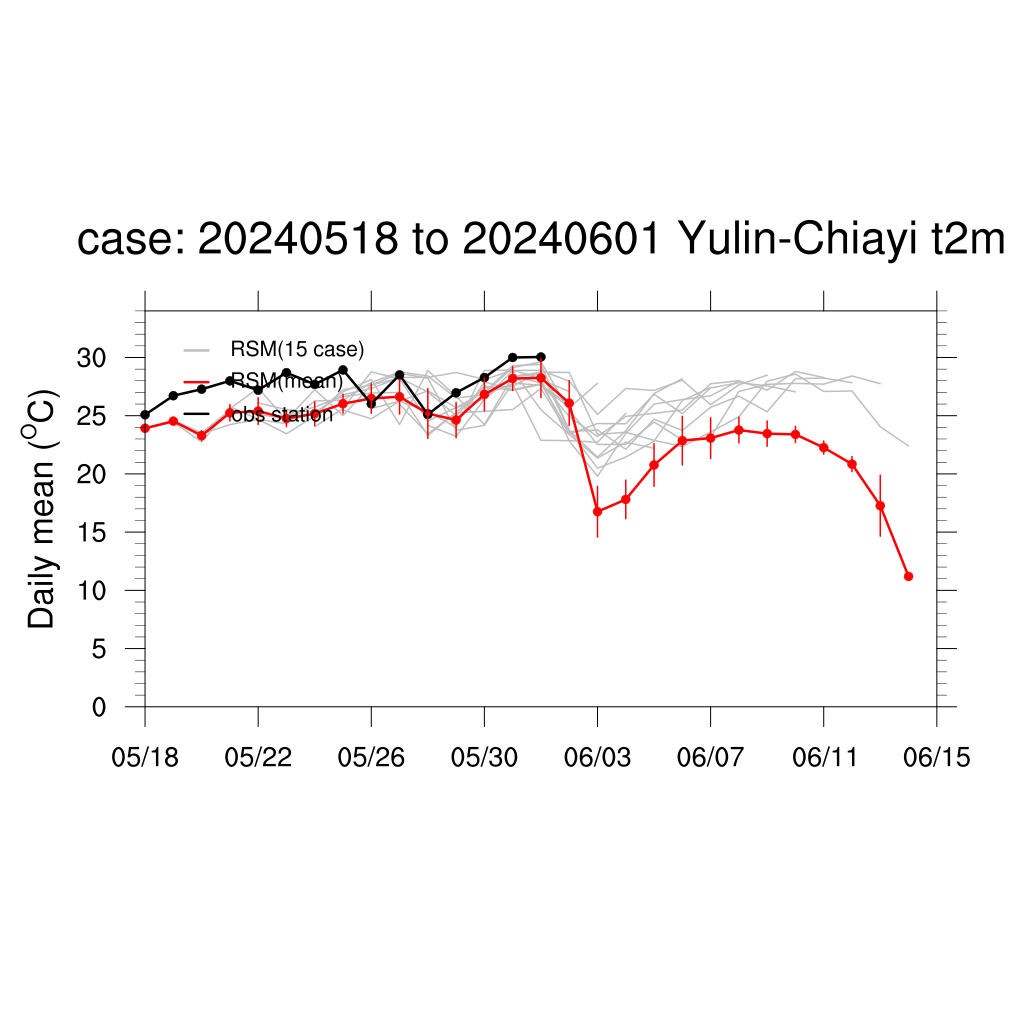 case: 20240518 to 20240601 Yulin-Chiayi t2m
Daily mean (°C)
30
25
20
15
10
5
0
RSM(15 case)
RSM(mean)
obs station
05/18 05/22 05/26 05/30 06/03 06/07 06/11 06/15